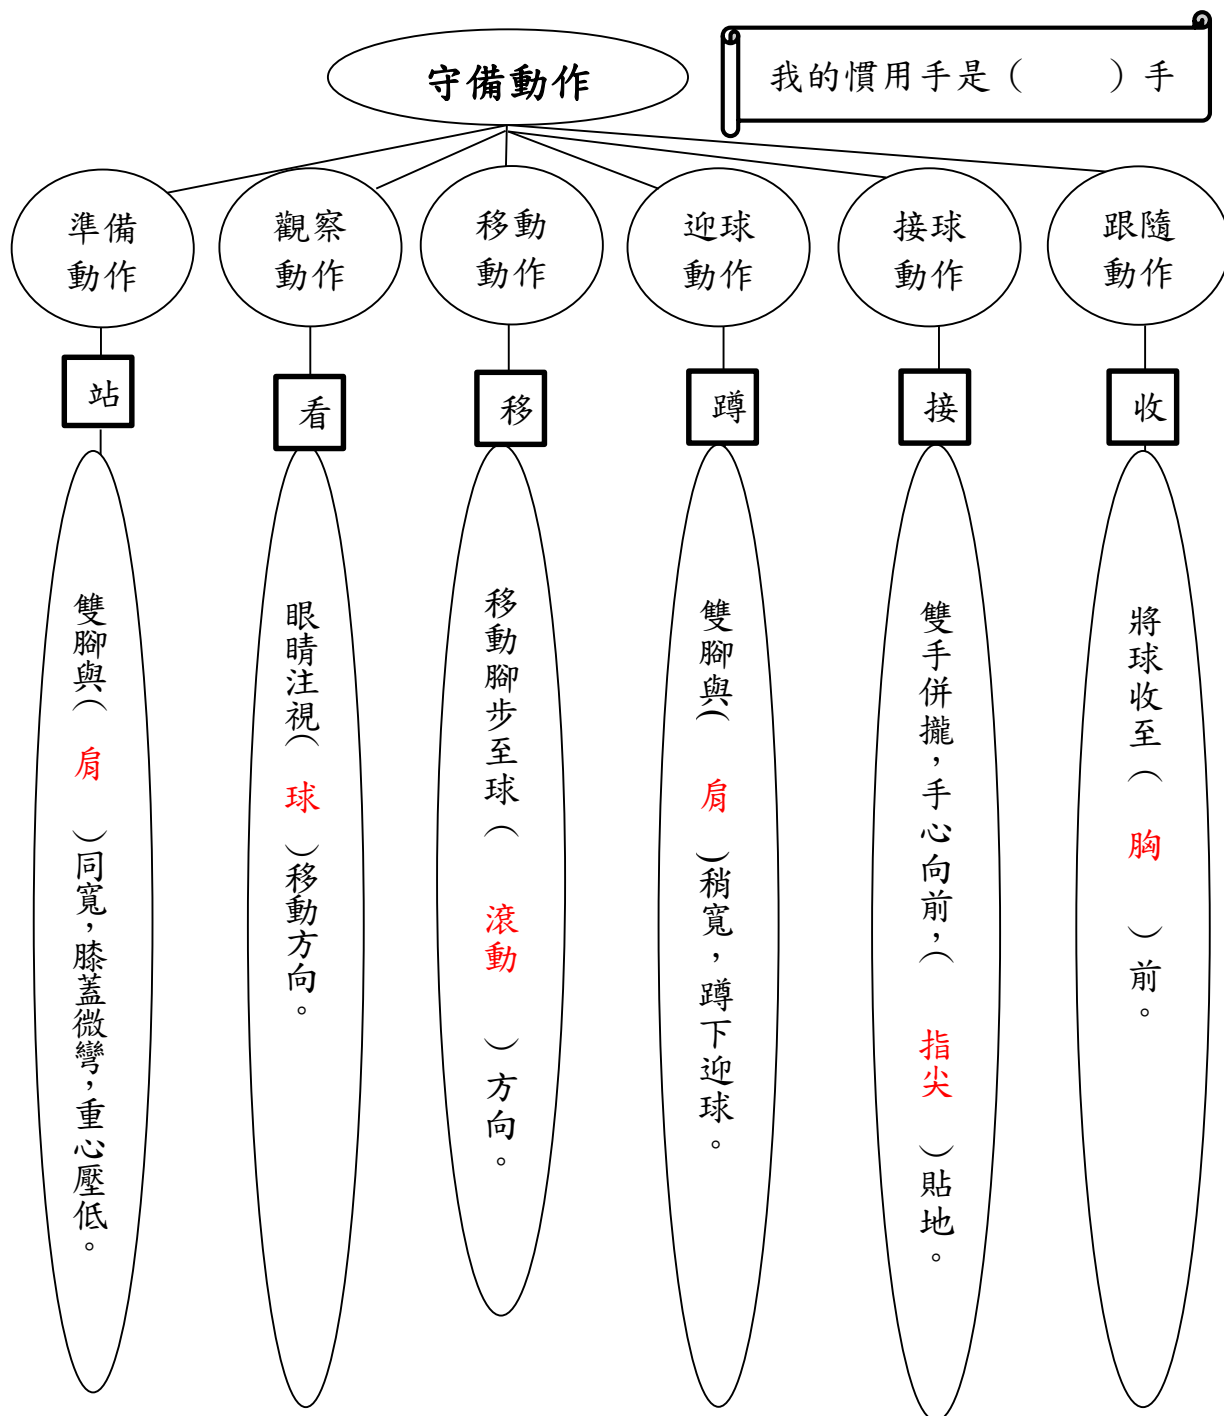 守備動作
我的慣用手是（　　）手
準備
動作
觀察
動作
移動
動作
迎球
動作
接球
動作
跟隨
動作
站
看
移
蹲
接
收
雙腳與（ 肩 ）同寬，膝蓋微彎，重心壓低。
眼睛注視（ 球 ）移動方向。
移動腳步至球（ 滾動 ）方向。
雙腳與（ 肩 ）稍寬，蹲下迎球。
雙手併攏，手心向前，（ 指尖 ）貼地。
將球收至（ 胸 ）前。